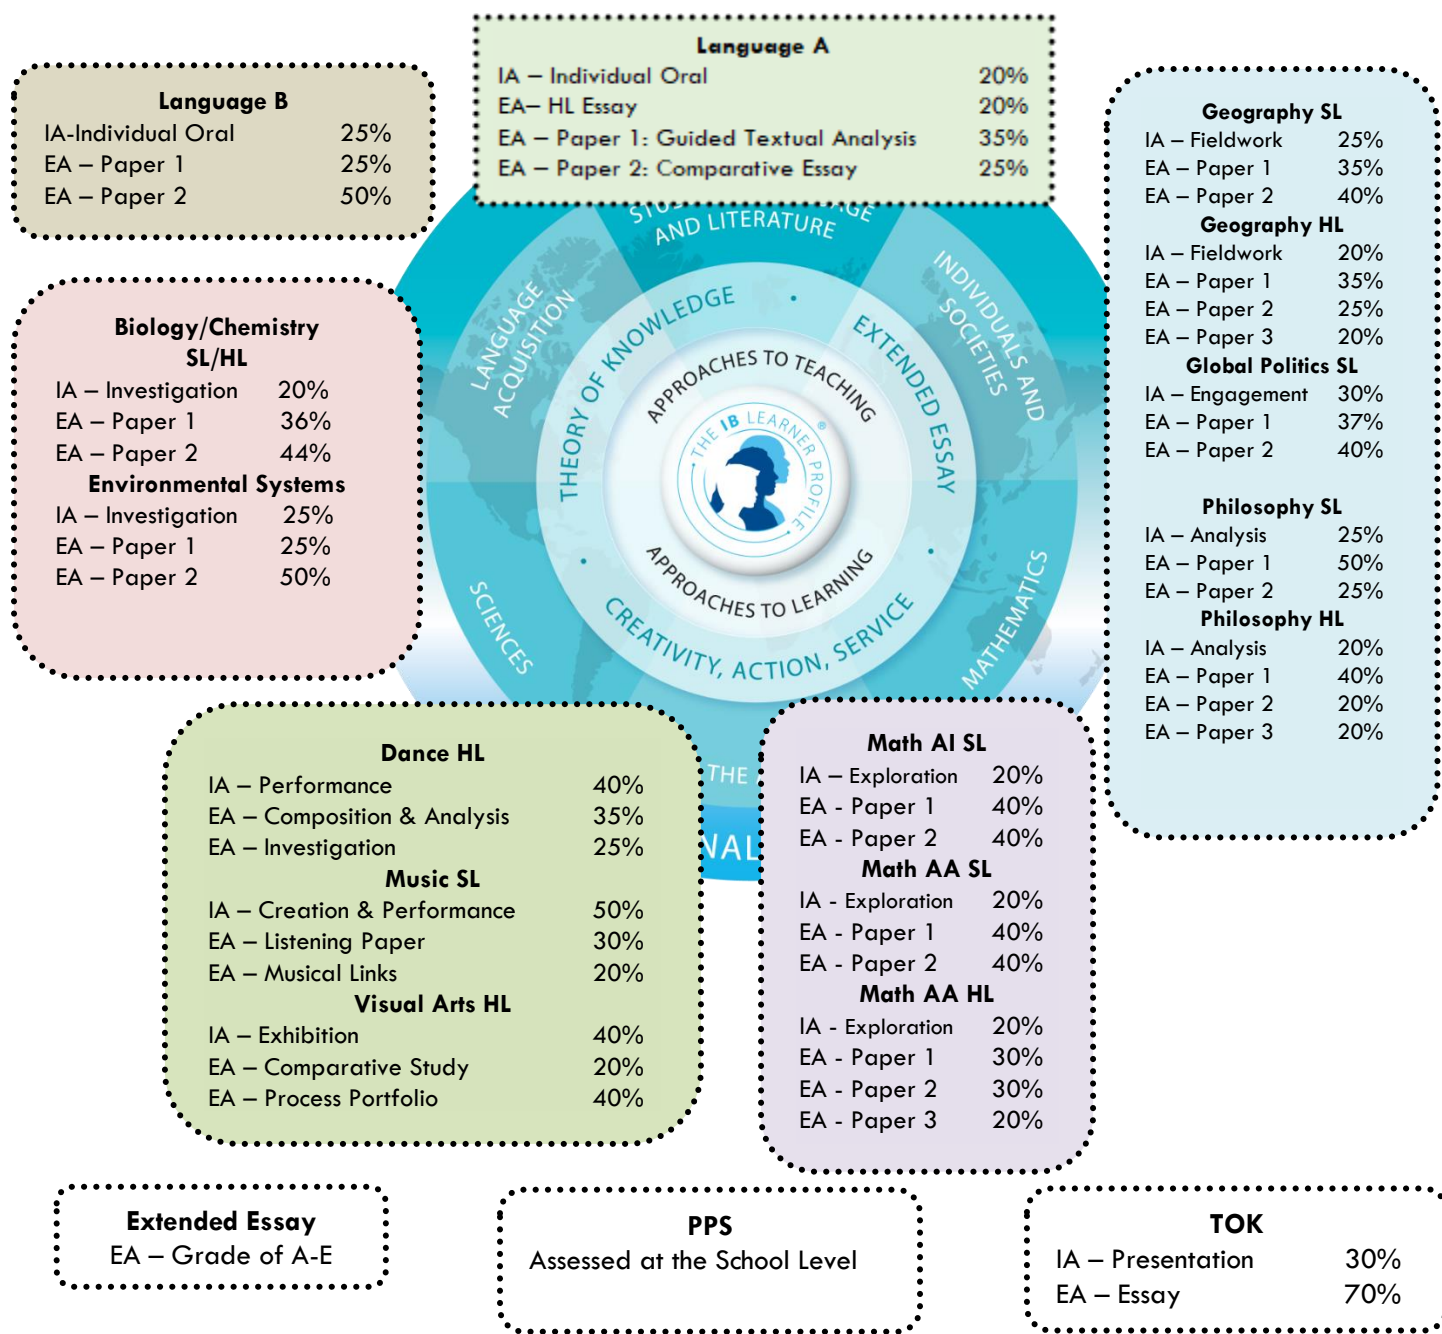 Language A
IA – Individual Oral 20%
EA– HL Essay 20%
EA – Paper 1: Guided Textual Analysis 35%
EA – Paper 2: Comparative Essay 25%
Language B
IA-Individual Oral 25%
EA – Paper 1 25%
EA – Paper 2 50%
Geography SL
IA – Fieldwork 25%
EA – Paper 1 35%
EA – Paper 2 40%
Geography HL
IA – Fieldwork 20%
EA – Paper 1 35%
EA – Paper 2 25%
EA – Paper 3 20%
Global Politics SL
IA – Engagement 30%
EA – Paper 1 37%
EA – Paper 2 40%
Philosophy SL
IA – Analysis 25%
EA – Paper 1 50%
EA – Paper 2 25%
Philosophy HL
IA – Analysis 20%
EA – Paper 1 40%
EA – Paper 2 20%
EA – Paper 3 20%
Biology/Chemistry
SL/HL
IA – Investigation 20%
EA – Paper 1 36%
EA – Paper 2 44%
Environmental Systems
IA – Investigation 25%
EA – Paper 1 25%
EA – Paper 2 50%
AND LITERATURE
LANGUAGE
ACQUISITION
INDIVIDUALS AND
SOCIETIES
SCIENCES
MATHEMATICS
THE
THEORY OF KNOWLEDGE
EXTENDED ESSAY
CREATIVITY, ACTION, SERVICE
APPROACHES TO TEACHING
APPROACHES TO LEARNING
THE IB LEARNER PROFILE®
NAL
Dance HL
IA – Performance 40%
EA – Composition & Analysis 35%
EA – Investigation 25%
Music SL
IA – Creation & Performance 50%
EA – Listening Paper 30%
EA – Musical Links 20%
Visual Arts HL
IA – Exhibition 40%
EA – Comparative Study 20%
EA – Process Portfolio 40%
Math AI SL
IA – Exploration 20%
EA - Paper 1 40%
EA - Paper 2 40%
Math AA SL
IA - Exploration 20%
EA - Paper 1 40%
EA - Paper 2 40%
Math AA HL
IA - Exploration 20%
EA - Paper 1 30%
EA - Paper 2 30%
EA - Paper 3 20%
Extended Essay
EA – Grade of A-E
PPS
Assessed at the School Level
TOK
IA – Presentation 30%
EA – Essay 70%